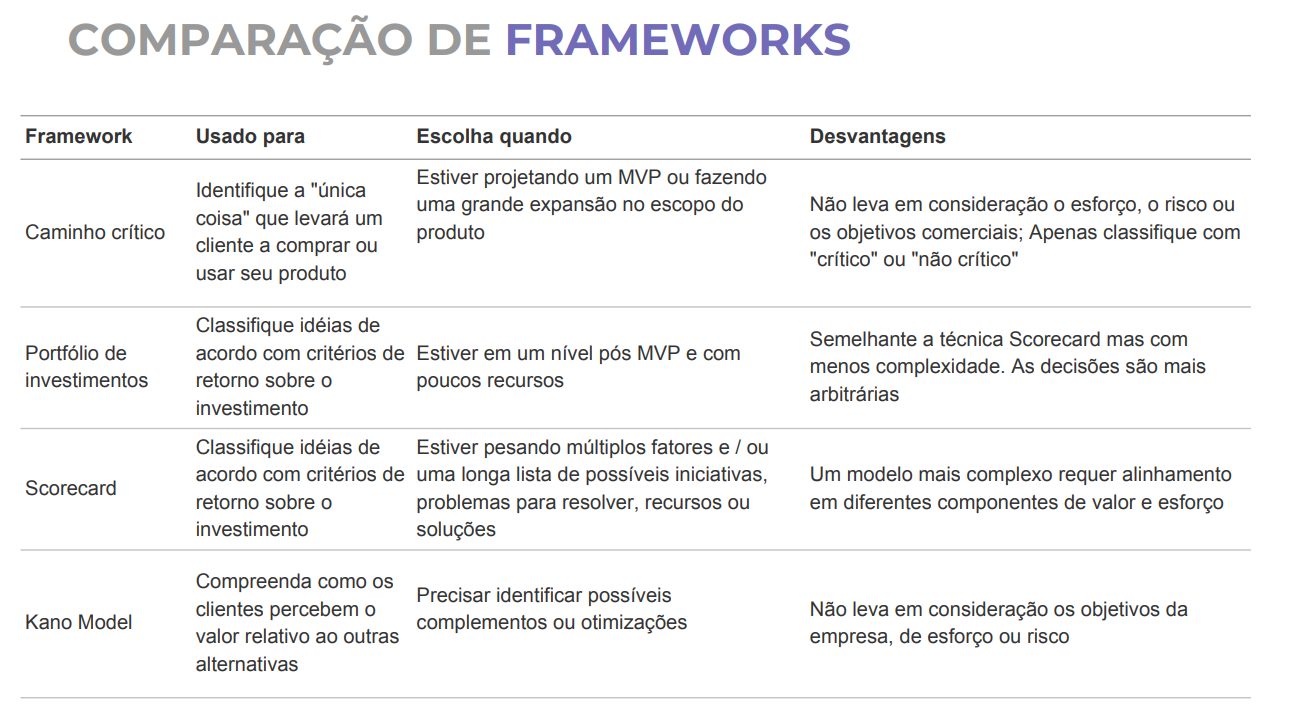 COMPARAÇÃO DE FRAMEWORKS
Framework
Usado para
Escolha quando
Desvantagens
Caminho crítico
Identifique a "única
coisa" que levará um
cliente a comprar ou
usar seu produto
Estiver projetando um MVP ou fazendo
uma grande expansão no escopo do
produto
Não leva em consideração o esforço, o risco ou
os objetivos comerciais; Apenas classifique com
"crítico" ou "não crítico"
Portfólio de
investimentos
Classifique idéias de
acordo com critérios de
retorno sobre o
investimento
Estiver em um nível pós MVP e com
poucos recursos
Semelhante a técnica Scorecard mas com
menos complexidade. As decisões são mais
arbitrárias
Scorecard
Classifique idéias de
acordo com critérios de
retorno sobre o
investimento
Estiver pesando múltiplos fatores e / ou
uma longa lista de possíveis iniciativas,
problemas para resolver, recursos ou
soluções
Um modelo mais complexo requer alinhamento
em diferentes componentes de valor e esforço
Kano Model
Compreenda como os
clientes percebem o
valor relativo ao outras
alternativas
Precisar identificar possíveis
complementos ou otimizações
Não leva em consideração os objetivos da
empresa, de esforço ou risco